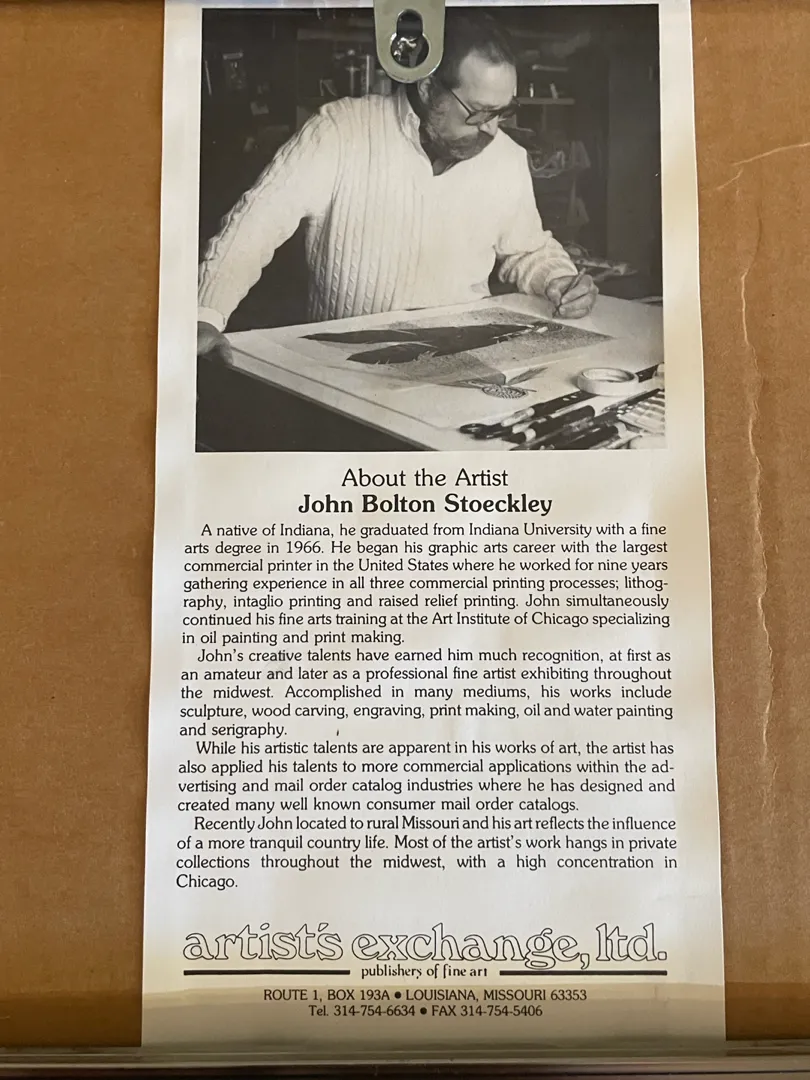 About the Artist
John Bolton Stoeckley
A native of Indiana, he graduated from Indiana University with a fine
arts degree in 1966. He began his graphic arts career with the largest
commercial printer in the United States where he worked for nine years
gathering experience in all three commercial printing processes; lithog-
raphy, intaglio printing and raised relief printing. John simultaneously
continued his fine arts training at the Art Institute of Chicago specializing
in oil painting and print making.
John's creative talents have earned him much recognition, at first as
an amateur and later as a professional fine artist exhibiting throughout
the midwest. Accomplished in many mediums, his works include
sculpture, wood carving, engraving, print making, oil and water painting
and serigraphy.
While his artistic talents are apparent in his works of art, the artist has
also applied his talents to more commercial applications within the ad-
vertising and mail order catalog industries where he has designed and
created many well known consumer mail order catalogs.
Recently John located to rural Missouri and his art reflects the influence
of a more tranquil country life. Most of the artist's work hangs in private
collections throughout the midwest, with a high concentration in
Chicago.
artist's exchange, ltd.
publishers of fine art
ROUTE 1, BOX 193A ● LOUISIANA, MISSOURI 63353
Tel. 314-754-6634 ● FAX 314-754-5406